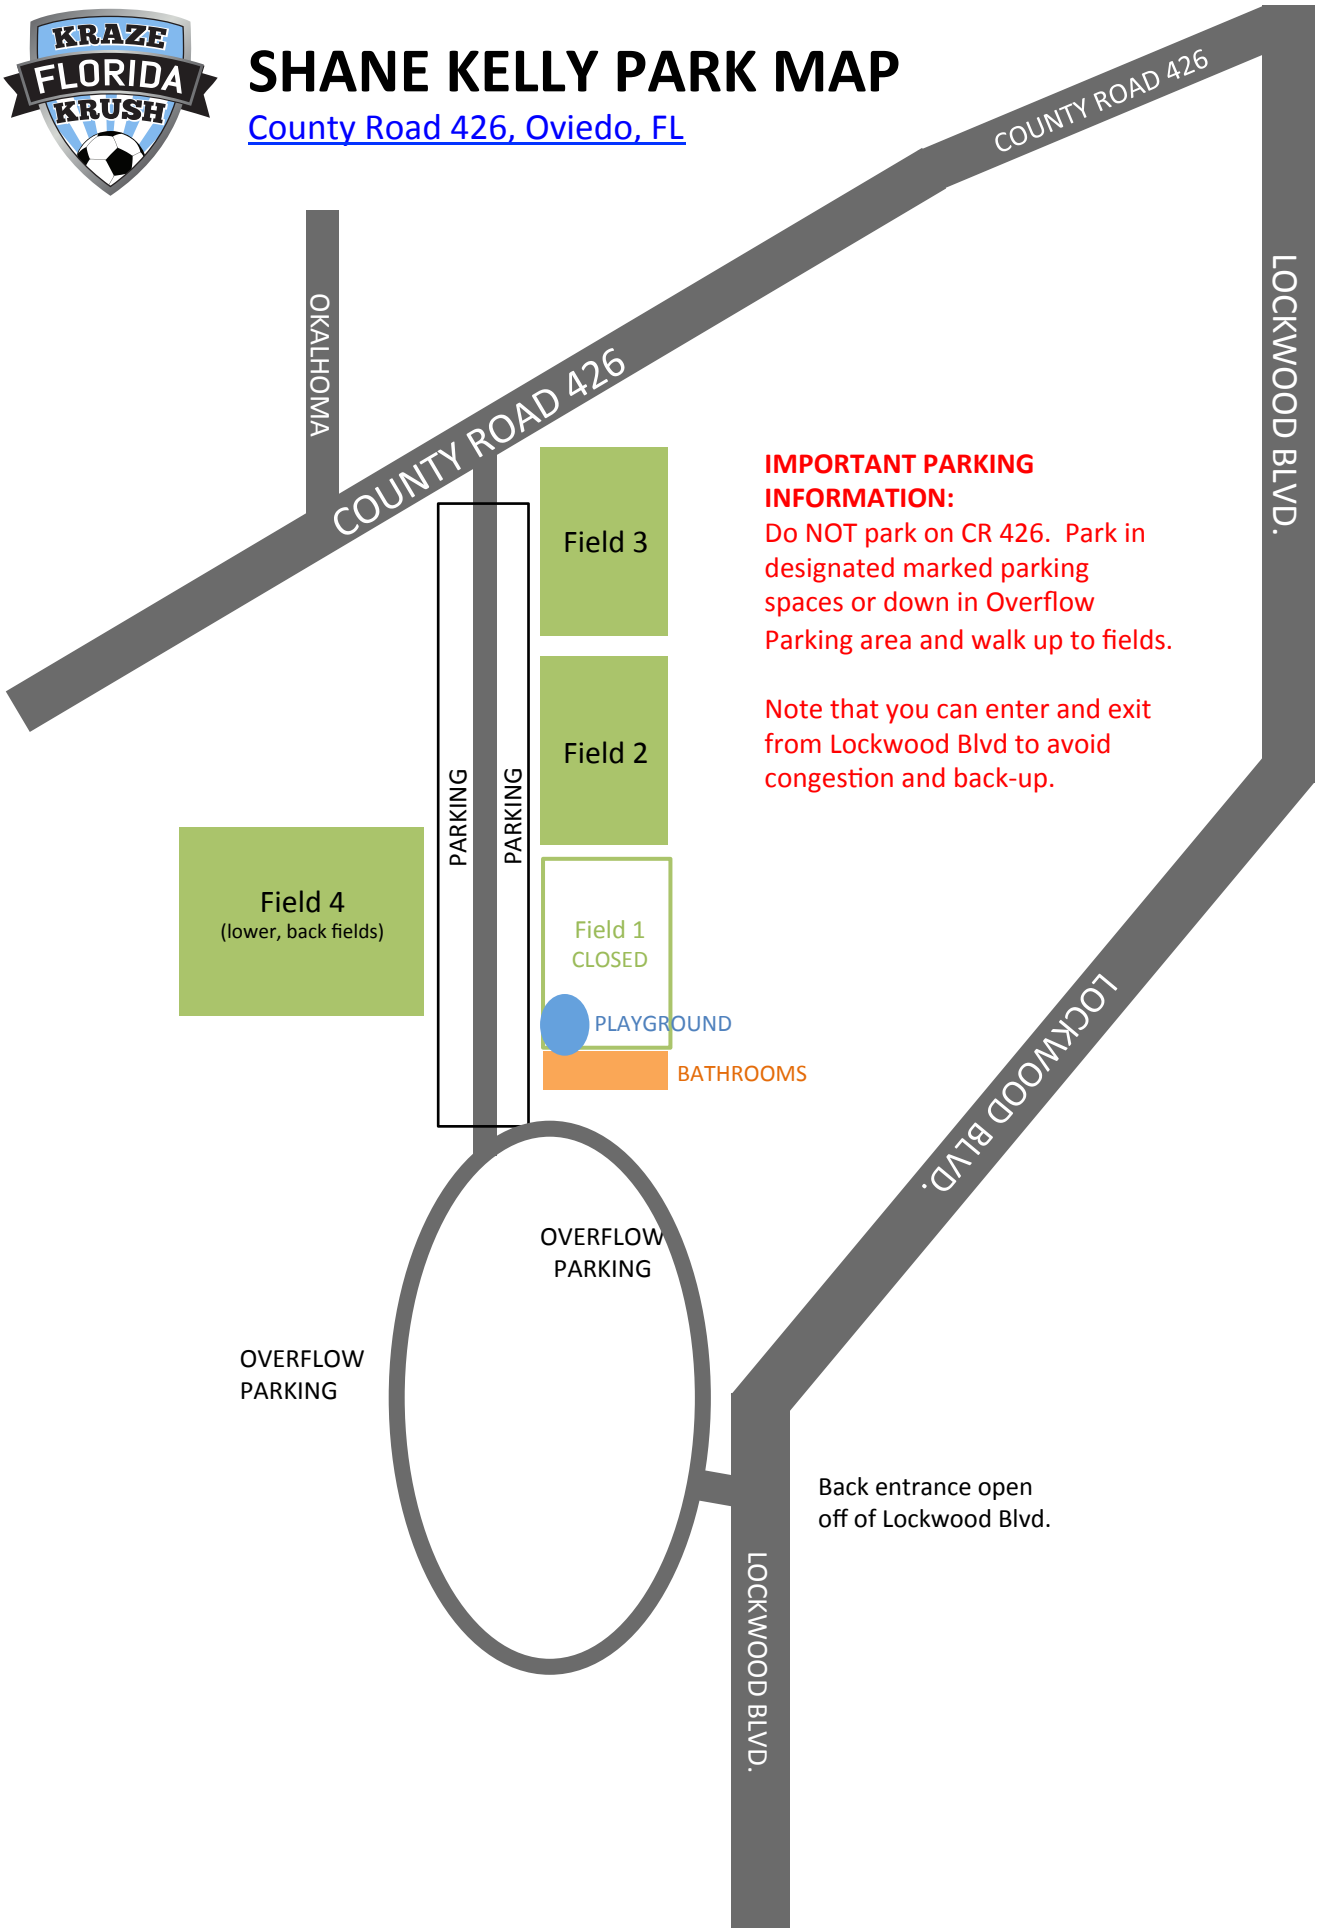 KRAZE
FLORIDA
KRUSH
SHANE KELLY PARK MAP
County Road 426, Oviedo, FL
COUNTY ROAD 426
OKALHOMA
LOCKWOOD BLVD.
COUNTY ROAD 426
Field 3
IMPORTANT PARKING
INFORMATION:
Do NOT park on CR 426.  Park in
designated marked parking
spaces or down in Overflow
Parking area and walk up to fields.
Note that you can enter and exit
from Lockwood Blvd to avoid
congestion and back-up.
Field 2
PARKING
PARKING
Field 4
(lower, back fields)
Field 1
CLOSED
PLAYGROUND
BATHROOMS
LOCKWOOD BLVD.
OVERFLOW
PARKING
OVERFLOW
PARKING
Back entrance open
off of Lockwood Blvd.
LOCKWOOD BLVD.